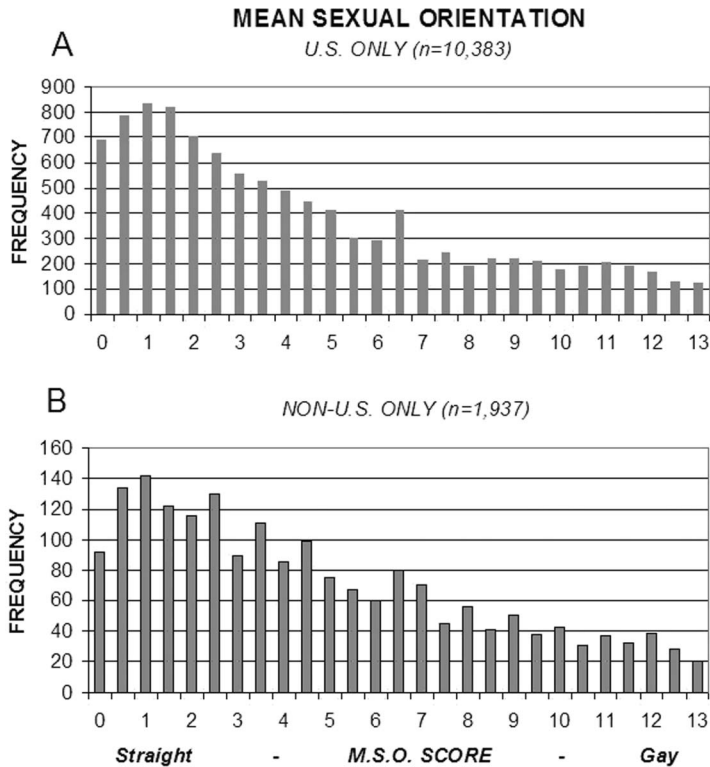 MEAN SEXUAL ORIENTATION
A
U.S. ONLY (n=10,383)
900
800
700
600
500
400
300
200
100
0
FREQUENCY
0 1 2 3 4 5 6 7 8 9 10 11 12 13
B
NON-U.S. ONLY (n=1,937)
160
140
120
100
80
60
40
20
0
FREQUENCY
0 1 2 3 4 5 6 7 8 9 10 11 12 13
Straight - M.S.O. SCORE - Gay